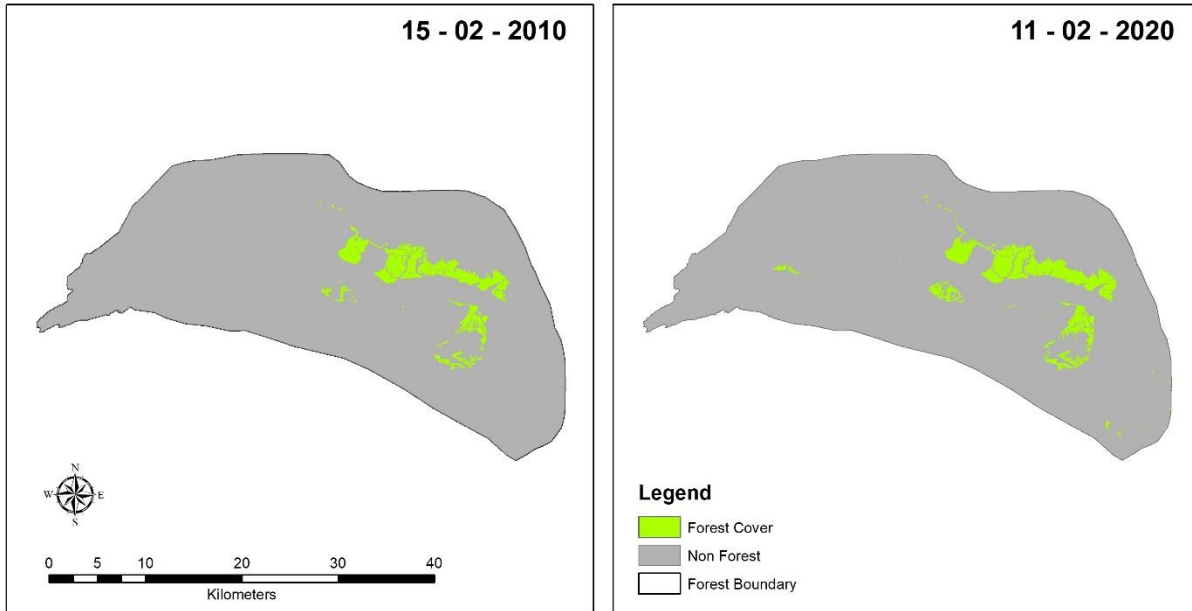 15 - 02 - 2010
11 - 02 - 2020
N
W E
S
0 5 10 20 30 40
Kilometers
Legend
Forest Cover
Non Forest
Forest Boundary